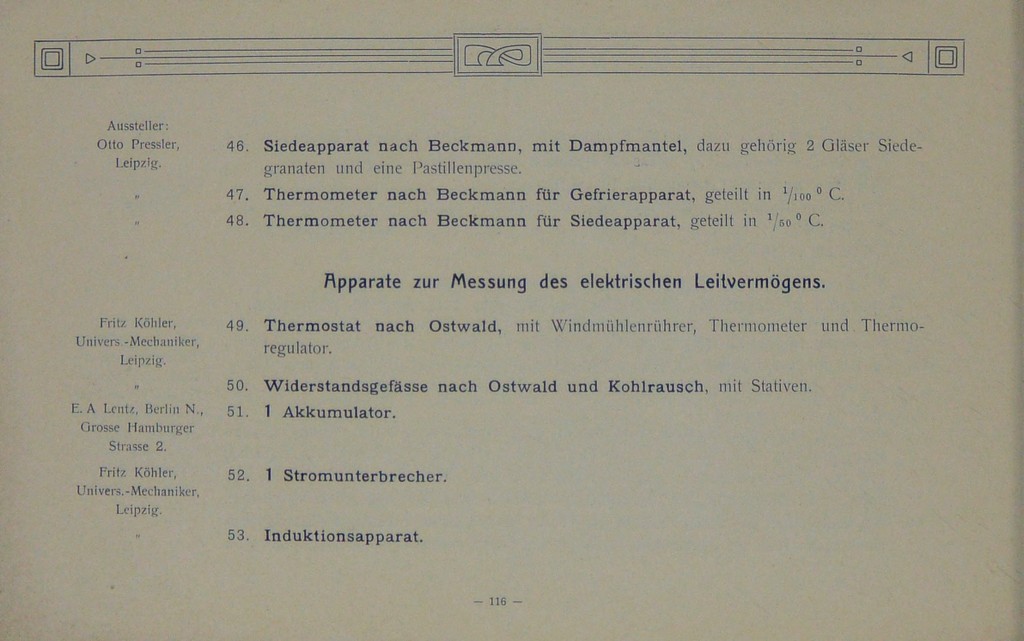 Aussteller:
Otto Pressler,
Leipzig.
46. Siedeapparat nach Beckmann, mit Dampfmantel, dazu gehörig 2 Gläser Siede-
granaten und eine Pastillenpresse.
" 47. Thermometer nach Beckmann für Gefrierapparat, geteilt in 1/100 ° C.
" 48. Thermometer nach Beckmann für Siedeapparat, geteilt in 1/50 ° C.
Apparate zur Messung des elektrischen Leitvermögens.
Fritz Köhler,
Univers.-Mechaniker,
Leipzig.
49. Thermostat nach Ostwald, mit Windmühlenrührer, Thermometer und Thermo-
regulator.
" 50. Widerstandsgefässe nach Ostwald und Kohlrausch, mit Stativen.
E. A Lentz, Berlin N.,
Grosse Hamburger
Strasse 2.
51. 1 Akkumulator.
Fritz Köhler,
Univers.-Mechaniker,
Leipzig.
52. 1 Stromunterbrecher.
" 53. Induktionsapparat.
— 116 —